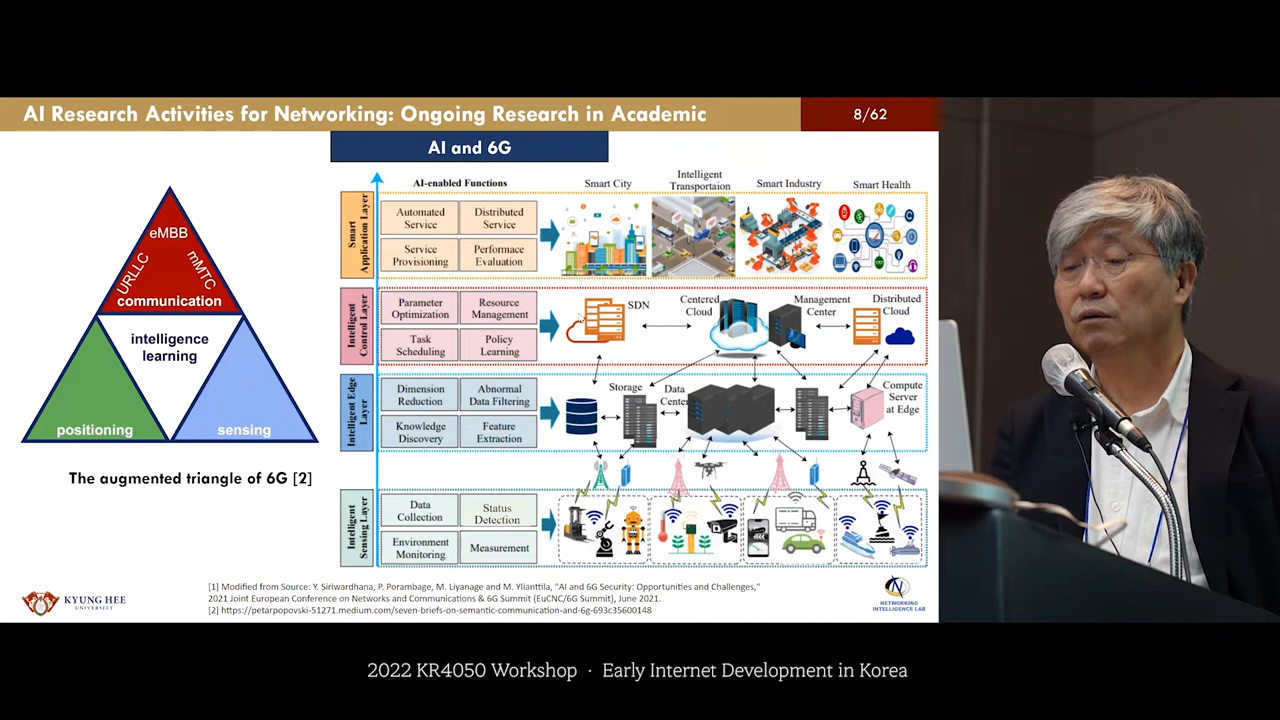 AI Research Activities for Networking: Ongoing Research in Academic
8/62
AI and 6G
eMBB
URLLC
mMTC
communication
intelligence
learning
positioning
sensing
The augmented triangle of 6G [2]
AI-enabled Functions
Smart City
Intelligent
Transportaion
Smart Industry
Smart Health
Smart
Application Layer
Automated
Service
Distributed
Service
Service
Provisioning
Performace
Evaluation
Intelligent
Control Layer
Parameter
Optimization
Resource
Management
Task
Scheduling
Policy
Learning
SDN
Centered
Cloud
Management
Center
Distributed
Cloud
Intelligent Edge
Layer
Dimension
Reduction
Abnormal
Data Filtering
Knowledge
Discovery
Feature
Extraction
Storage
Data
Center
Compute
Server
at Edge
Intelligent
Sensing Layer
Data
Collection
Status
Detection
Environment
Monitoring
Measurement
[1] Modified from Source: Y. Siriwardhana, P. Porambage, M. Liyanage and M. Ylianttila, "AI and 6G Security: Opportunities and Challenges,"
2021 Joint European Conference on Networks and Communications & 6G Summit (EuCNC/6G Summit), June 2021.
[2] https://petarpopovski-51271.medium.com/seven-briefs-on-semantic-communication-and-6g-693c35600148
KYUNG HEE
UNIVERSITY
NETWORKING
INTELLIGENCE LAB
2022 KR4050 Workshop · Early Internet Development in Korea